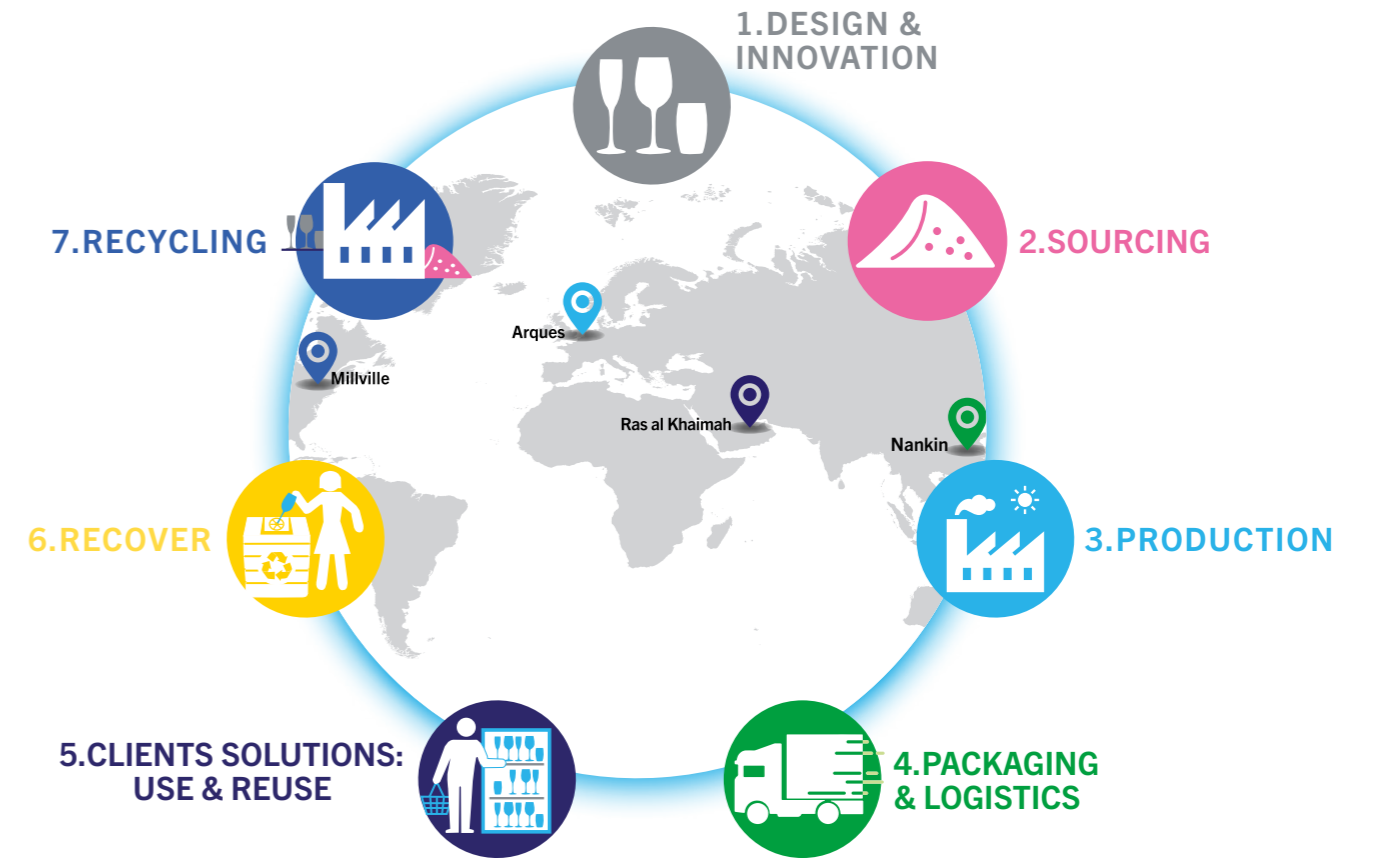 1.DESIGN &
INNOVATION
7.RECYCLING
2.SOURCING
Arques
Millville
Ras al Khaimah
Nankin
6.RECOVER
3.PRODUCTION
5.CLIENTS SOLUTIONS:
USE & REUSE
4.PACKAGING
& LOGISTICS